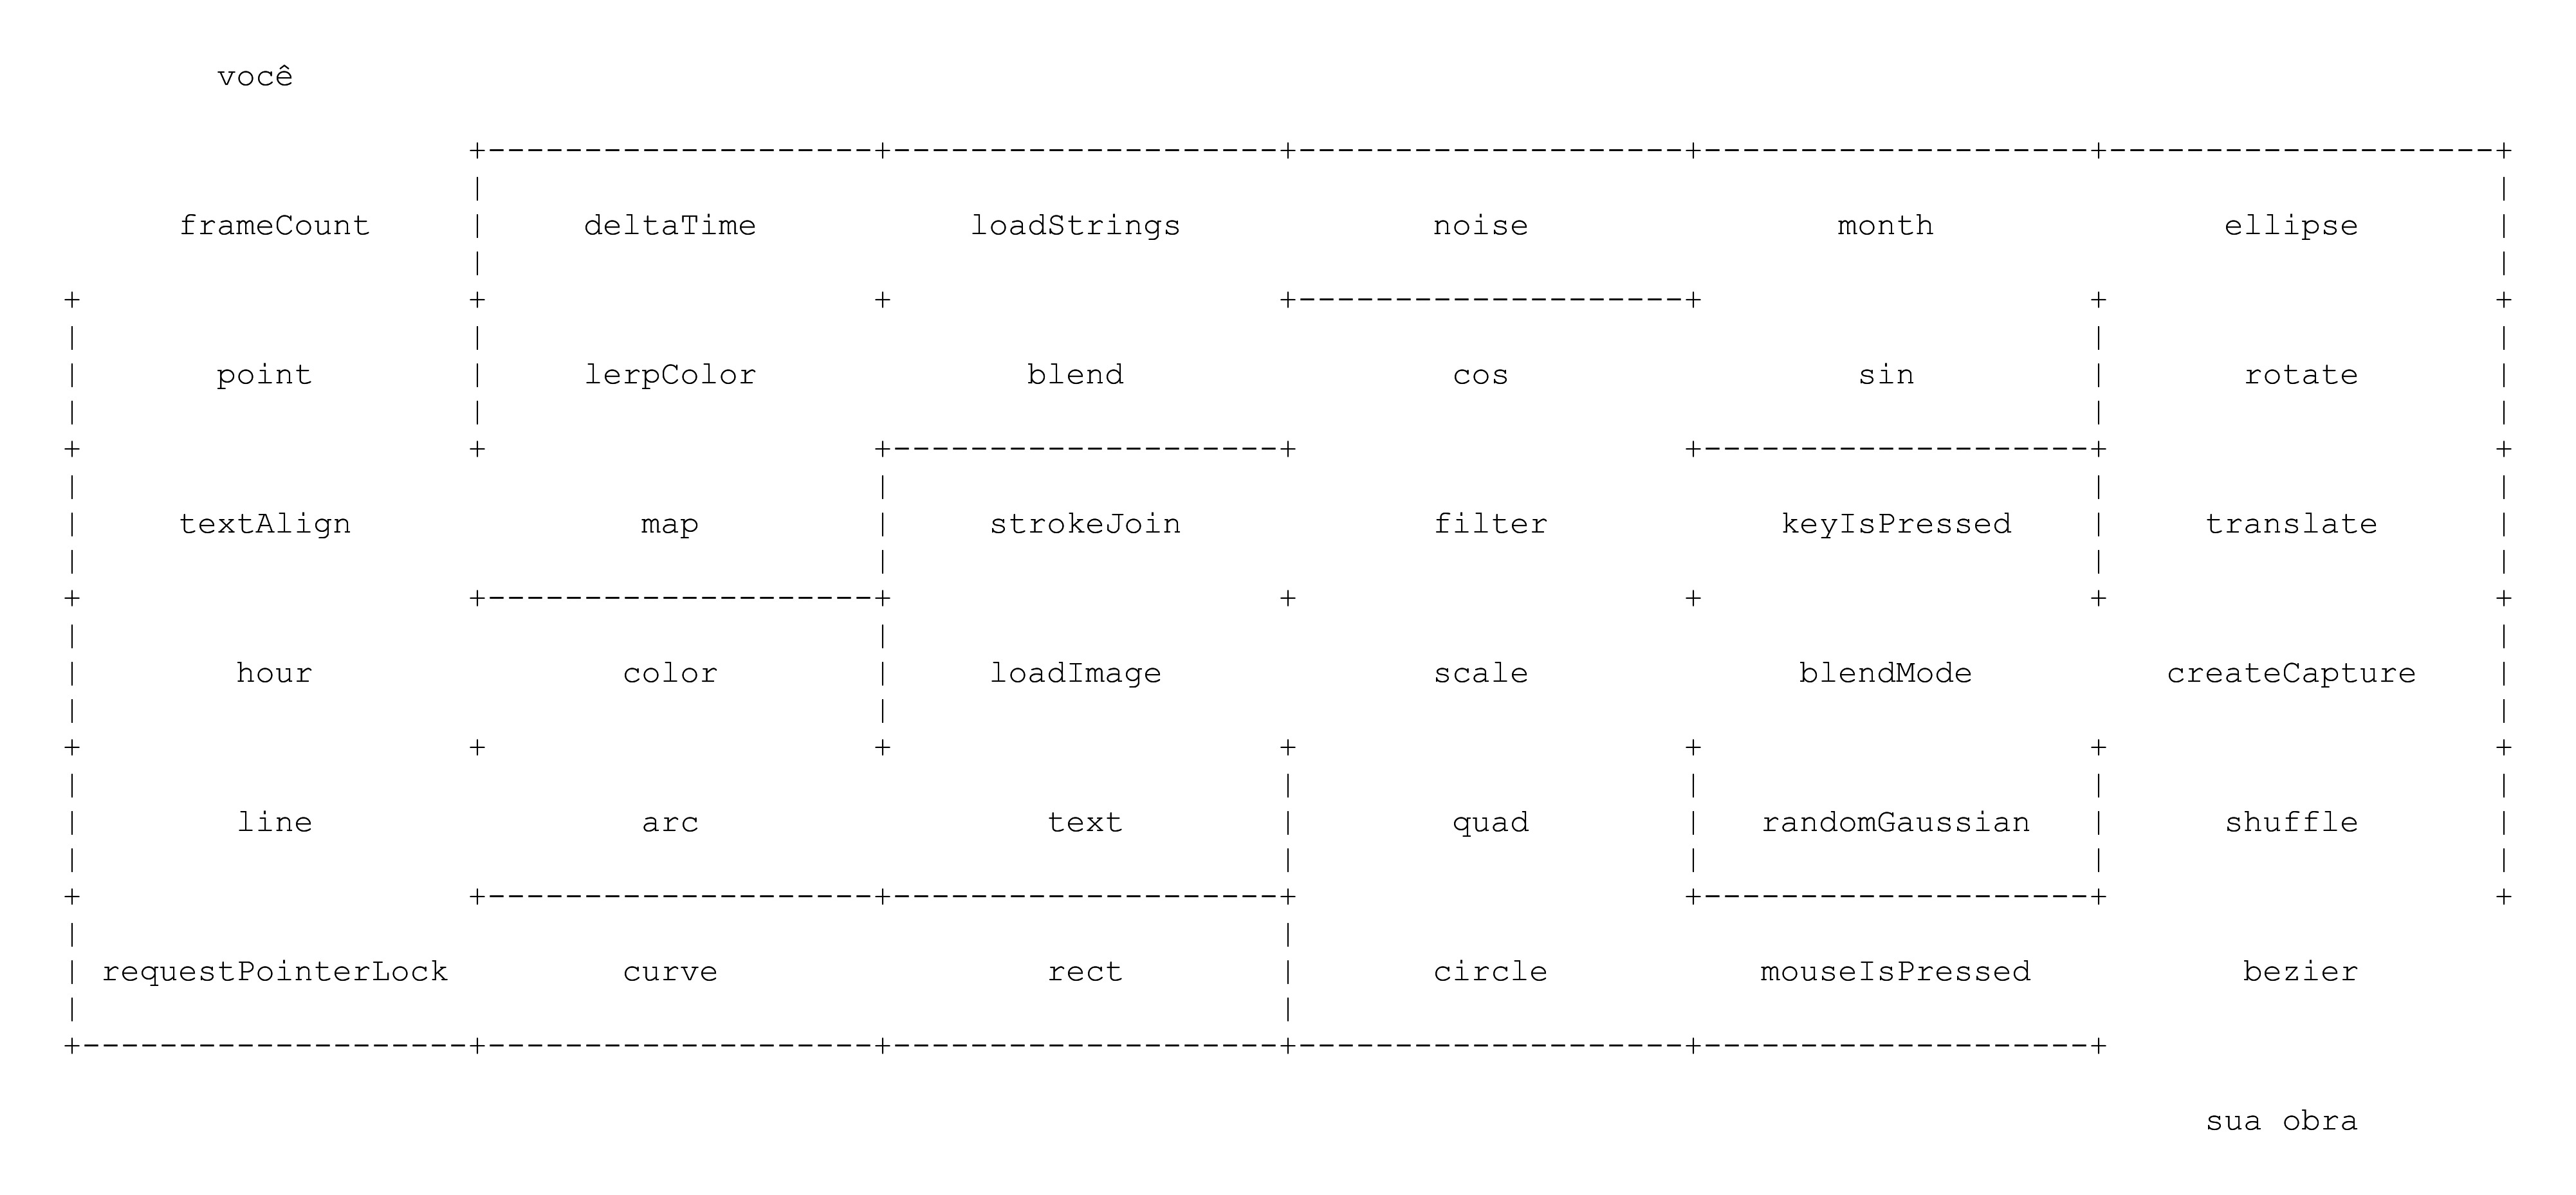 você
frameCount deltaTime loadStrings noise month ellipse
point lerpColor blend cos sin rotate
textAlign map strokeJoin filter keyIsPressed translate
hour color loadImage scale blendMode createCapture
line arc text quad randomGaussian shuffle
requestPointerLock curve rect circle mouseIsPressed bezier
sua obra